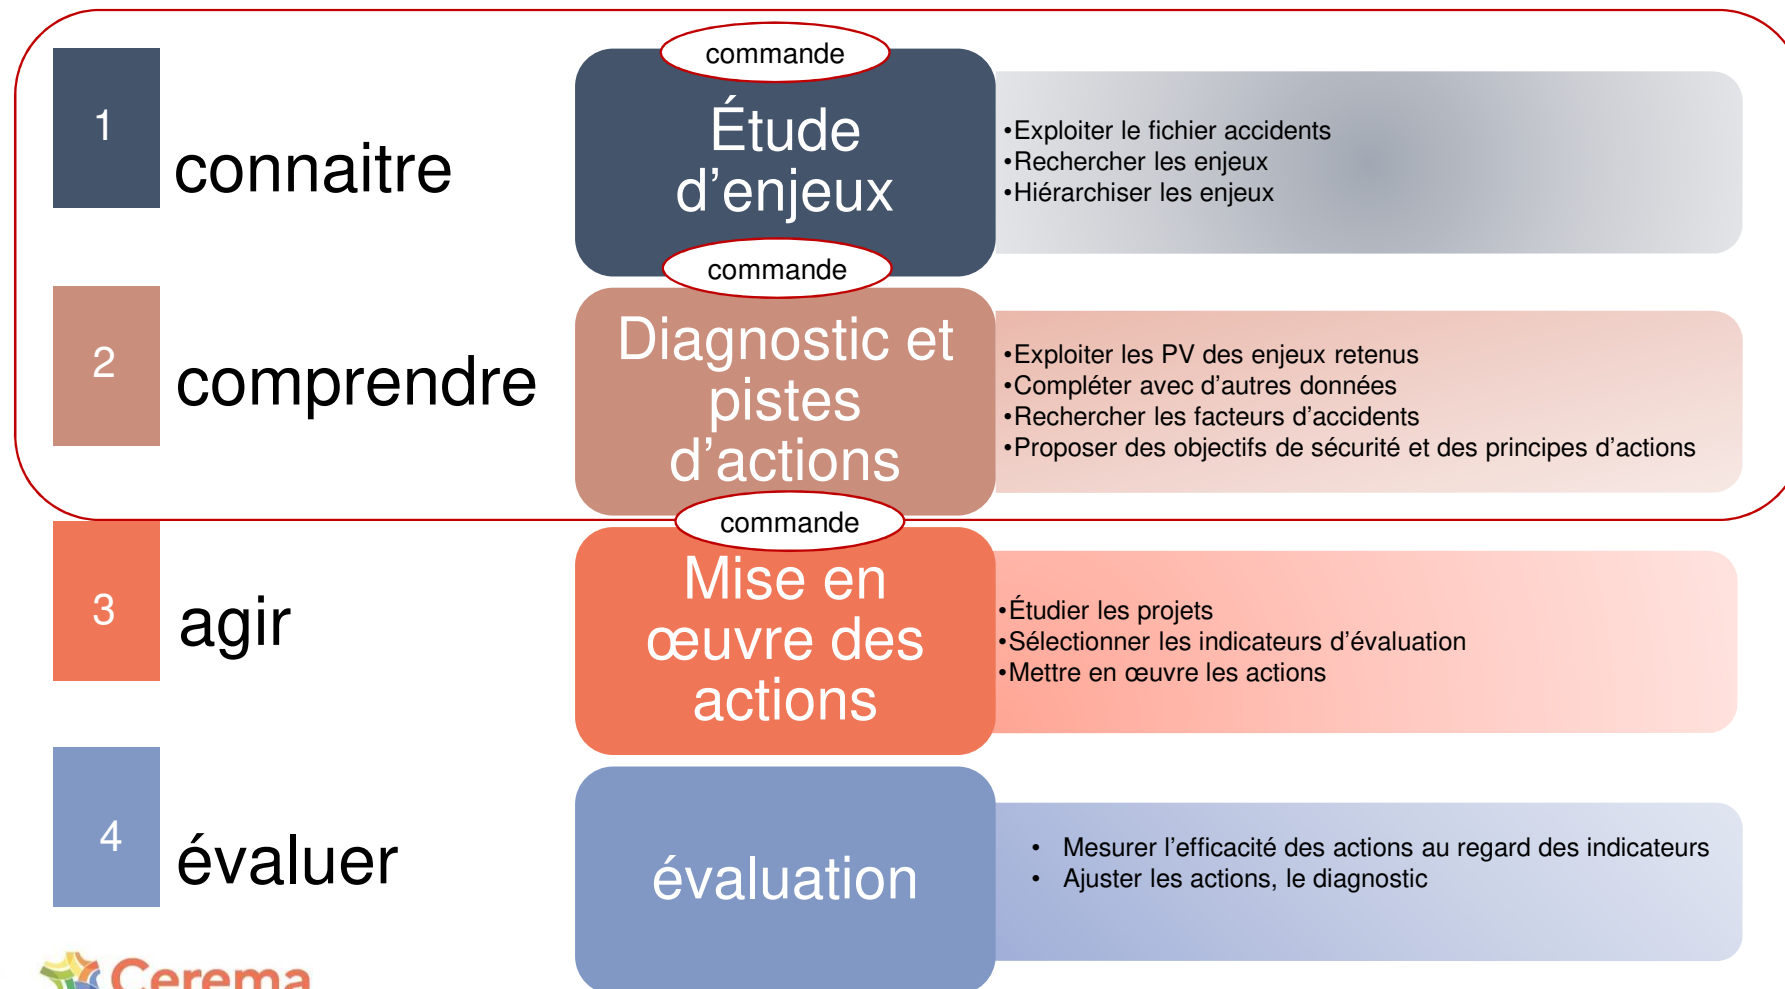 commande
1
connaitre
Étude
d’enjeux
•Exploiter le fichier accidents
•Rechercher les enjeux
•Hiérarchiser les enjeux
commande
2
comprendre
Diagnostic et
pistes
d’actions
•Exploiter les PV des enjeux retenus
•Compléter avec d’autres données
•Rechercher les facteurs d’accidents
•Proposer des objectifs de sécurité et des principes d’actions
commande
3
agir
Mise en
œuvre des
actions
•Étudier les projets
•Sélectionner les indicateurs d’évaluation
•Mettre en œuvre les actions
4
évaluer
évaluation
• Mesurer l’efficacité des actions au regard des indicateurs
• Ajuster les actions, le diagnostic
Cerema